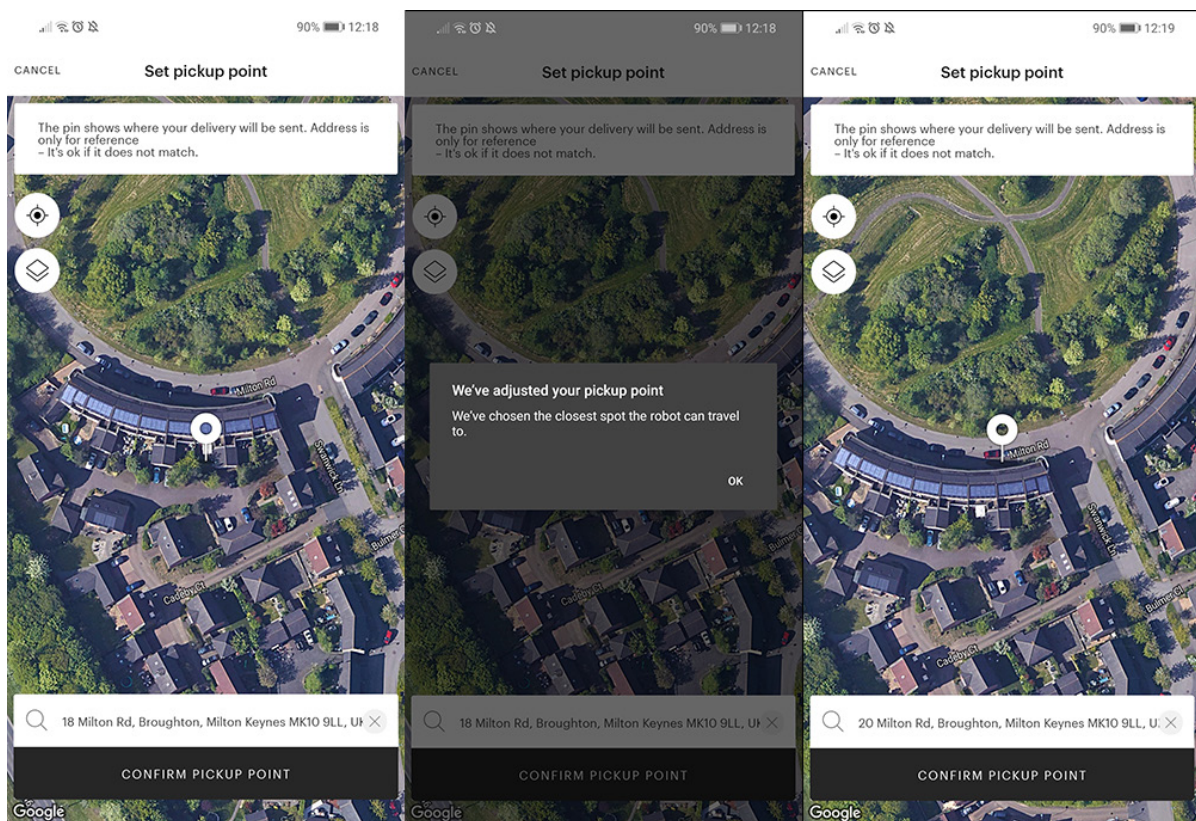 90% 12:18
CANCEL
Set pickup point
The pin shows where your delivery will be sent. Address is
only for reference
– It's ok if it does not match.
Milton Rd
Swanwick Ln
Bulmer
Cadeby Ct
18 Milton Rd, Broughton, Milton Keynes MK10 9LL, UK
CONFIRM PICKUP POINT
Google
90% 12:18
CANCEL
Set pickup point
The pin shows where your delivery will be sent. Address is
only for reference
– It's ok if it does not match.
We've adjusted your pickup point
We've chosen the closest spot the robot can travel
to.
OK
Bulmer
Cadeby Ct
18 Milton Rd, Broughton, Milton Keynes MK10 9LL, UK
CONFIRM PICKUP POINT
Google
90% 12:19
CANCEL
Set pickup point
The pin shows where your delivery will be sent. Address is
only for reference
– It's ok if it does not match.
Milton Rd
Swanwick Ln
Bulmer Ct
Cadeby Ct
20 Milton Rd, Broughton, Milton Keynes MK10 9LL, U
CONFIRM PICKUP POINT
Google